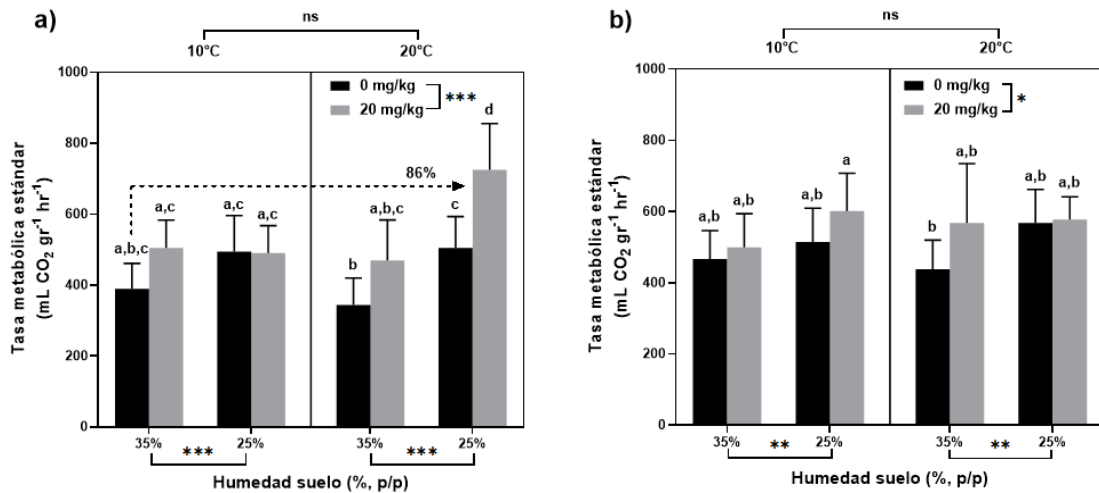 a)
ns
10°C 20°C
0 mg/kg
20 mg/kg
***
Tasa metabólica estándar
(mL CO₂ gr⁻¹ hr⁻¹)
1000
800
600
400
200
0
a,b,c a,c a,c a,c
86%
b a,b,c c d
35% 25% 35% 25%
*** ***
Humedad suelo (%, p/p)
b)
ns
10°C 20°C
0 mg/kg
20 mg/kg
*
Tasa metabólica estándar
(mL CO₂ gr⁻¹ hr⁻¹)
1000
800
600
400
200
0
a,b a,b a,b a
b a,b a,b a,b
35% 25% 35% 25%
** **
Humedad suelo (%, p/p)